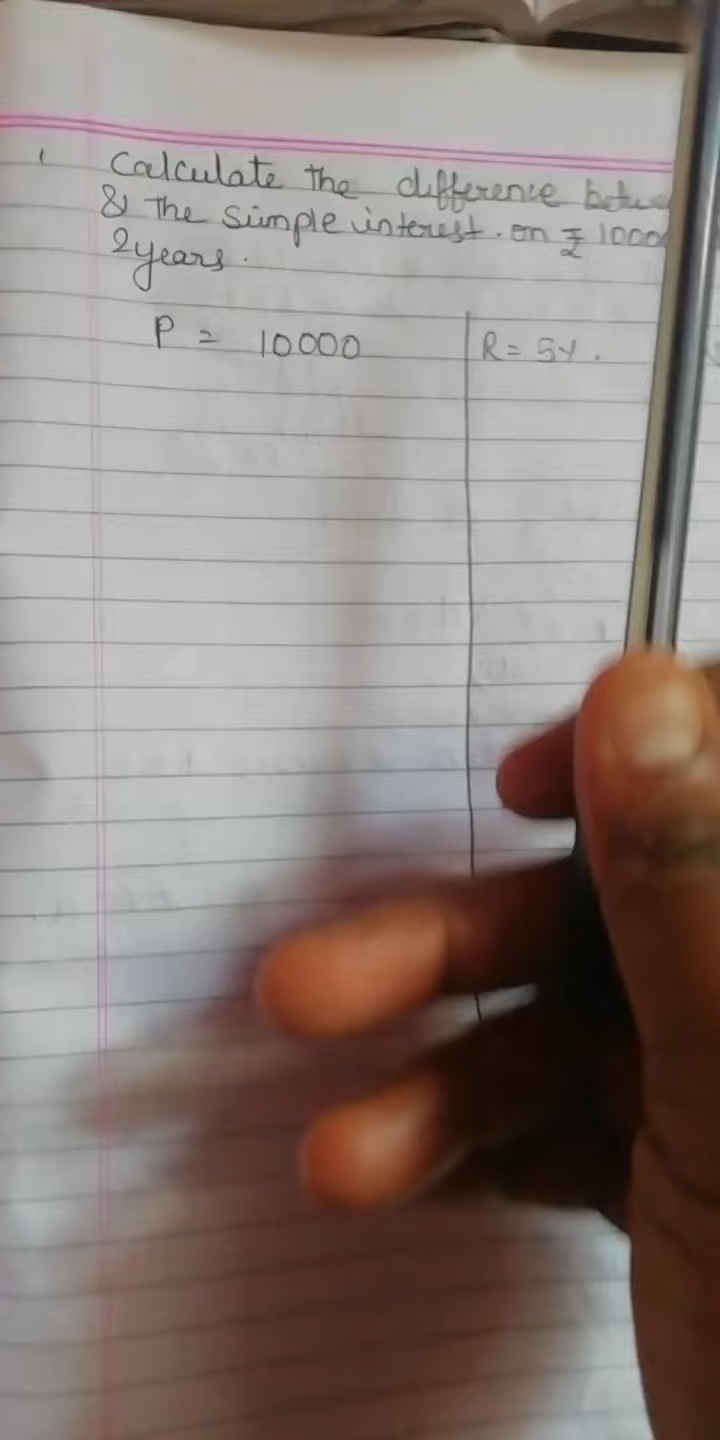 1 Calculate the difference
& the simple interest. on ₹ 1000
2 years.
P = 10000 R = 5%.